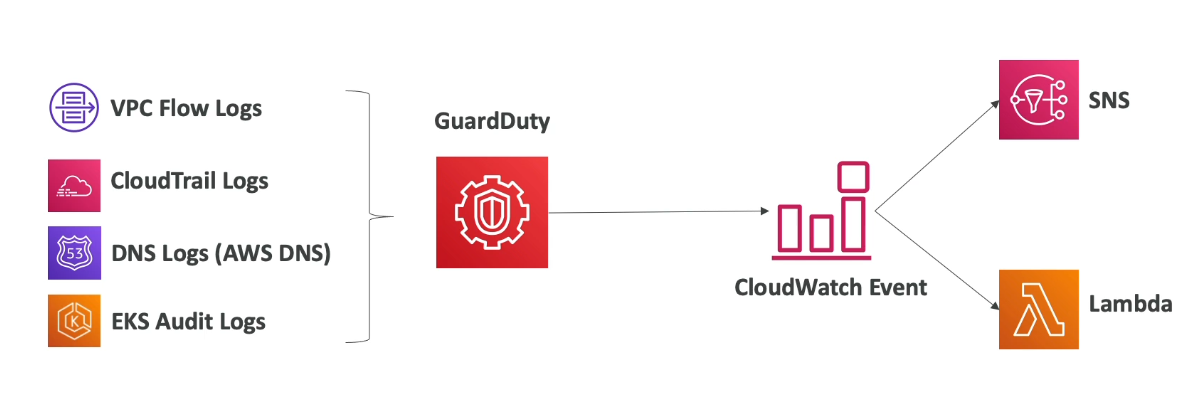 VPC Flow Logs
CloudTrail Logs
53
DNS Logs (AWS DNS)
K
EKS Audit Logs
GuardDuty
CloudWatch Event
SNS
Lambda